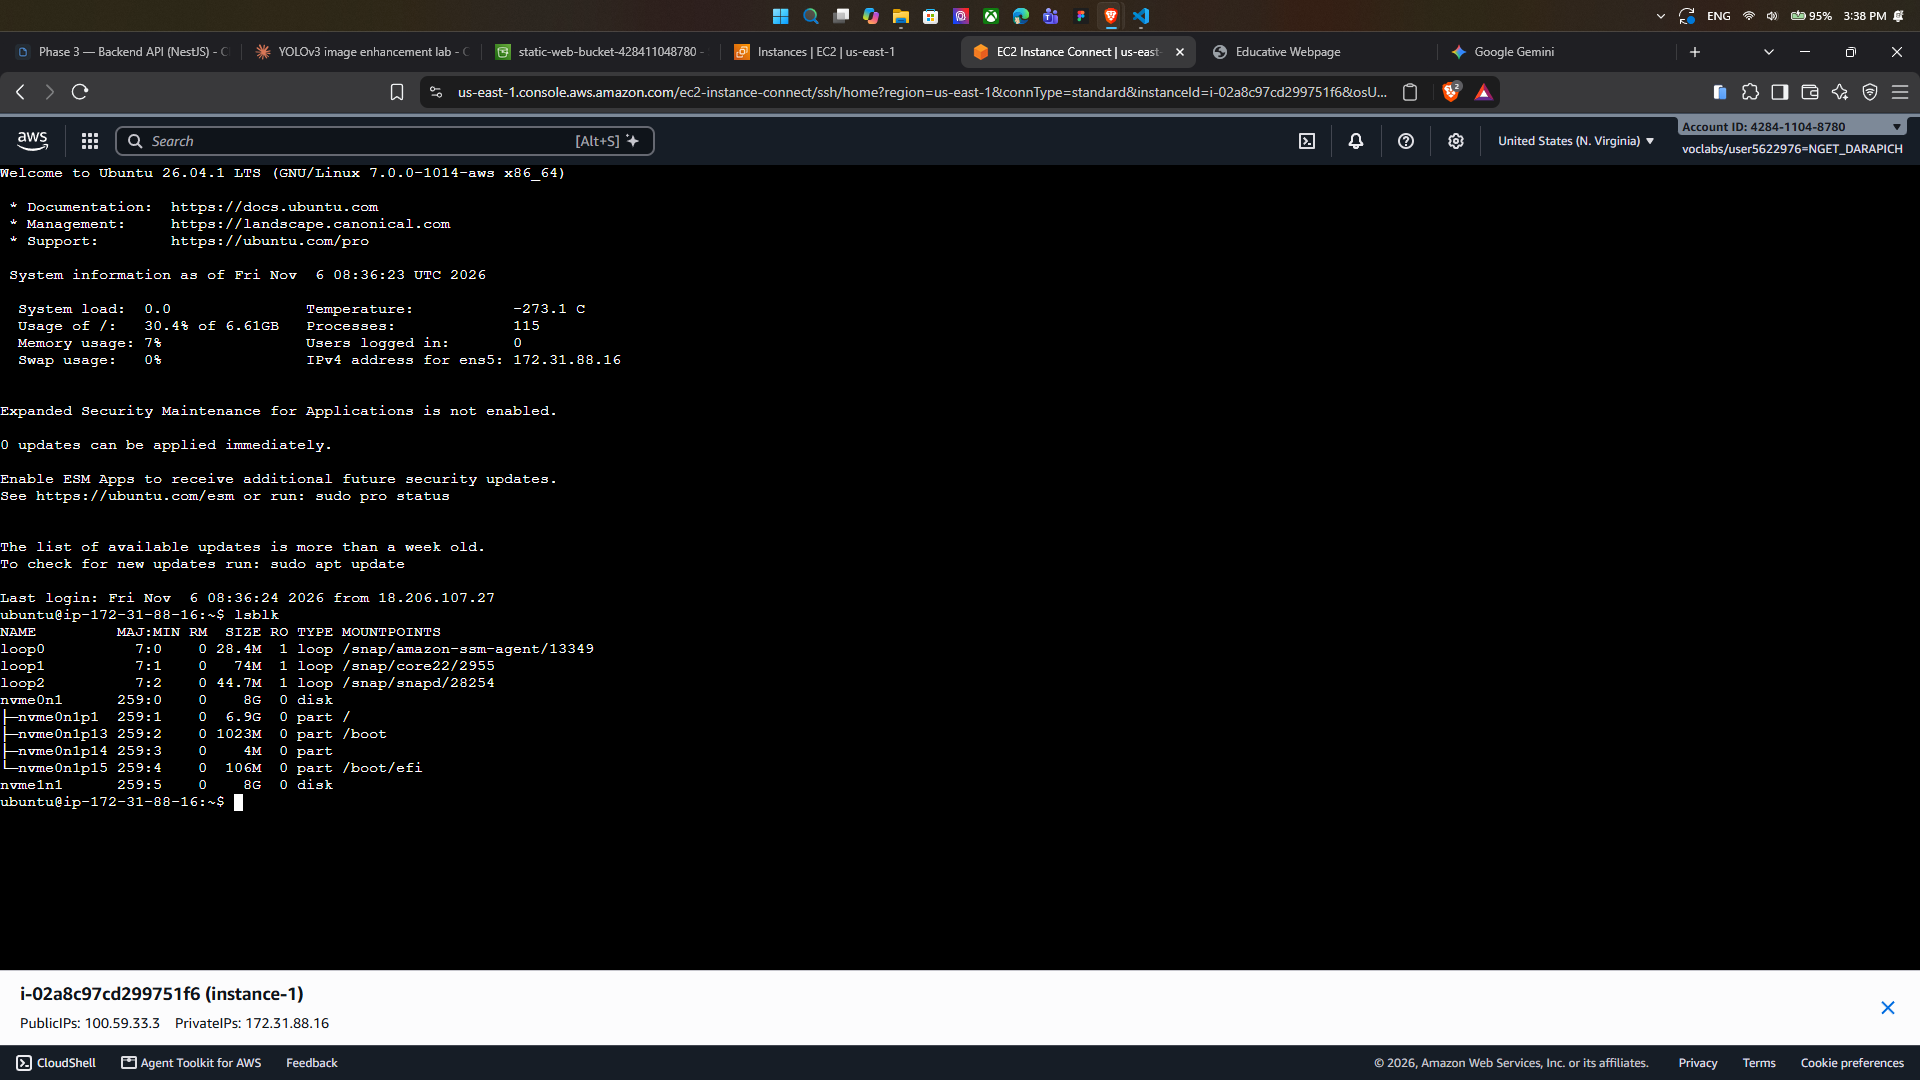 ENG
95%
3:38 PM
Phase 3 — Backend API (NestJS) - C
YOLOv3 image enhancement lab - C
static-web-bucket-428411048780 -
Instances | EC2 | us-east-1
EC2 Instance Connect | us-east-
Educative Webpage
Google Gemini
us-east-1.console.aws.amazon.com/ec2-instance-connect/ssh/home?region=us-east-1&connType=standard&instanceId=i-02a8c97cd299751f6&osU...
2
aws
Search
[Alt+S]
United States (N. Virginia)
Account ID: 4284-1104-8780
voclabs/user5622976=NGET_DARAPICH
Welcome to Ubuntu 26.04.1 LTS (GNU/Linux 7.0.0-1014-aws x86_64)
* Documentation:  https://docs.ubuntu.com
* Management:     https://landscape.canonical.com
* Support:        https://ubuntu.com/pro
System information as of Fri Nov  6 08:36:23 UTC 2026
System load:  0.0               Temperature:           -273.1 C
Usage of /:   30.4% of 6.61GB   Processes:             115
Memory usage: 7%                Users logged in:       0
Swap usage:   0%                IPv4 address for ens5: 172.31.88.16
Expanded Security Maintenance for Applications is not enabled.
0 updates can be applied immediately.
Enable ESM Apps to receive additional future security updates.
See https://ubuntu.com/esm or run: sudo pro status
The list of available updates is more than a week old.
To check for new updates run: sudo apt update
Last login: Fri Nov  6 08:36:24 2026 from 18.206.107.27
ubuntu@ip-172-31-88-16:~$ lsblk
NAME         MAJ:MIN RM  SIZE RO TYPE MOUNTPOINTS
loop0          7:0    0 28.4M  1 loop /snap/amazon-ssm-agent/13349
loop1          7:1    0   74M  1 loop /snap/core22/2955
loop2          7:2    0 44.7M  1 loop /snap/snapd/28254
nvme0n1      259:0    0    8G  0 disk
├─nvme0n1p1  259:1    0  6.9G  0 part /
├─nvme0n1p13 259:2    0 1023M  0 part /boot
├─nvme0n1p14 259:3    0    4M  0 part
└─nvme0n1p15 259:4    0  106M  0 part /boot/efi
nvme1n1      259:5    0    8G  0 disk
ubuntu@ip-172-31-88-16:~$
i-02a8c97cd299751f6 (instance-1)
PublicIPs: 100.59.33.3    PrivateIPs: 172.31.88.16
CloudShell
Agent Toolkit for AWS
Feedback
© 2026, Amazon Web Services, Inc. or its affiliates.
Privacy
Terms
Cookie preferences